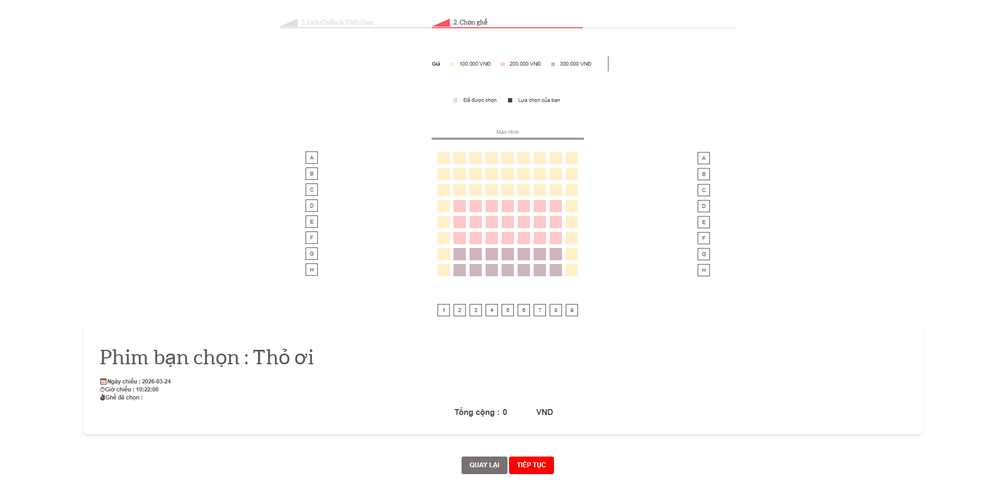 1. Lịch Chiếu & Thời Gian 2. Chọn ghế
Giá 100.000 VNĐ 200.000 VNĐ 300.000 VNĐ
Đã được chọn Lựa chọn của bạn
Màn Hình
A A
B B
C C
D D
E E
F F
G G
H H
1 2 3 4 5 6 7 8 9
Phim bạn chọn : Thỏ ơi
Ngày chiếu : 2026-03-24
Giờ chiếu : 10:22:00
Ghế đã chọn :
Tổng cộng : 0 VND
QUAY LẠI TIẾP TỤC